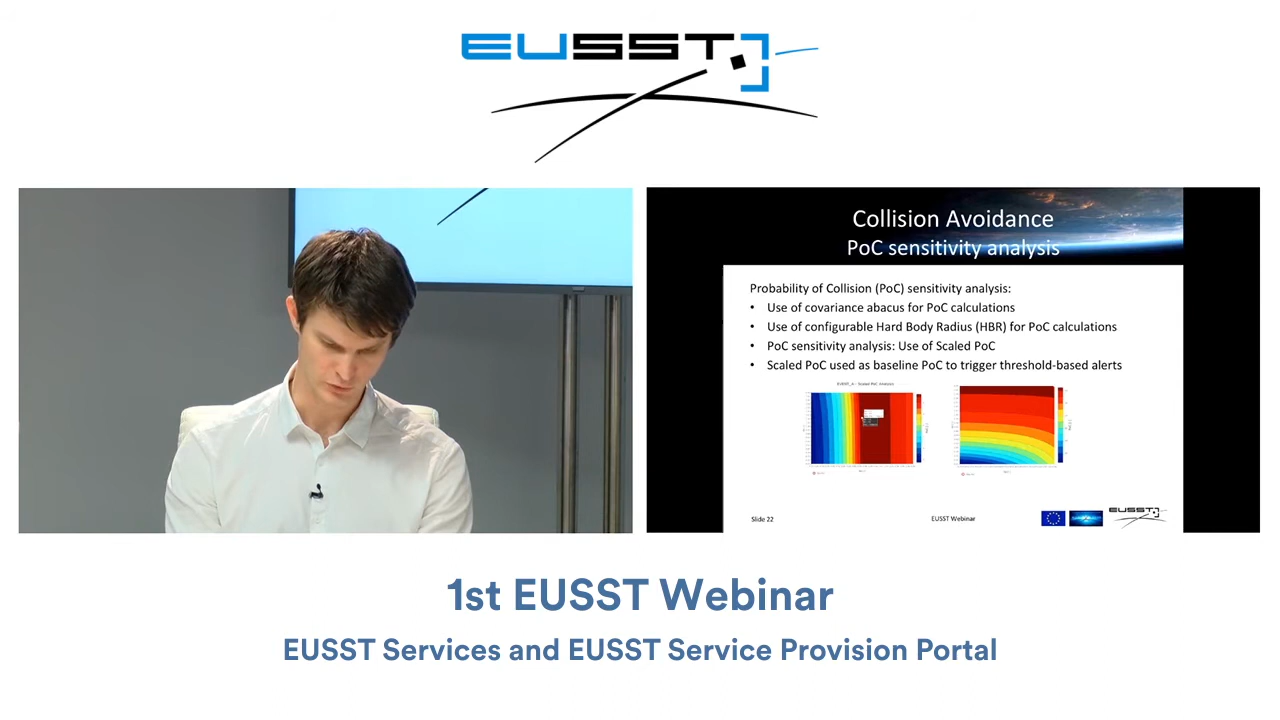 EUSST
Collision Avoidance
PoC sensitivity analysis
Probability of Collision (PoC) sensitivity analysis:
• Use of covariance abacus for PoC calculations
• Use of configurable Hard Body Radius (HBR) for PoC calculations
• PoC sensitivity analysis: Use of Scaled PoC
• Scaled PoC used as baseline PoC to trigger threshold-based alerts
Slide 22
EUSST Webinar
EUSST
1st EUSST Webinar
EUSST Services and EUSST Service Provision Portal